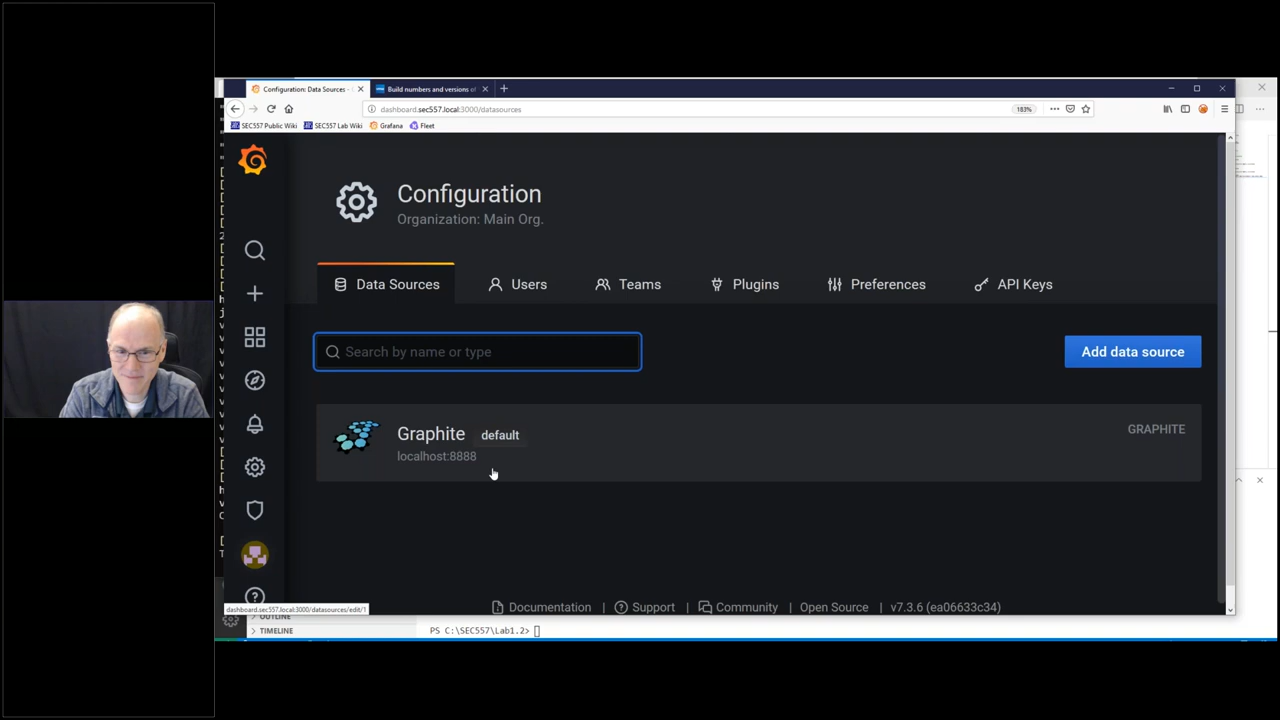 Configuration: Data Sources -
Build numbers and versions of
dashboard.sec557.local:3000/datasources
183%
SEC557 Public Wiki
SEC557 Lab Wiki
Grafana
Fleet
Configuration
Organization: Main Org.
Data Sources
Users
Teams
Plugins
Preferences
API Keys
Search by name or type
Add data source
Graphite default
localhost:8888
GRAPHITE
Documentation | Support | Community | Open Source | v7.3.6 (ea06633c34)
dashboard.sec557.local:3000/datasources/edit/1
OUTLINE
TIMELINE
PS C:\SEC557\Lab1.2>